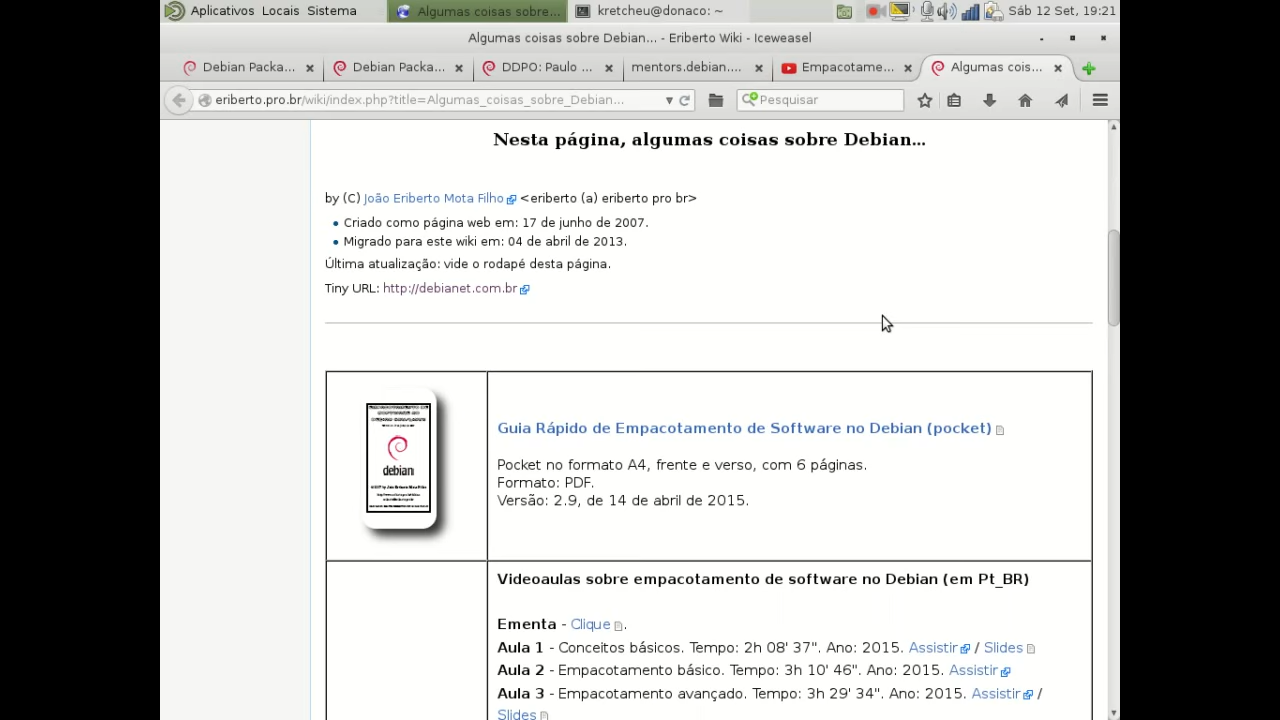 Aplicativos Locais Sistema Algumas coisas sobre... kretcheu@donaco: ~ Sáb 12 Set, 19:21
Algumas coisas sobre Debian... - Eriberto Wiki - Iceweasel
Debian Packa... Debian Packa... DDPO: Paulo ... mentors.debian.... Empacotame... Algumas cois...
eriberto.pro.br/wiki/index.php?title=Algumas_coisas_sobre_Debian... Pesquisar
Nesta página, algumas coisas sobre Debian...
by (C) João Eriberto Mota Filho <eriberto (a) eriberto pro br>
Criado como página web em: 17 de junho de 2007.
Migrado para este wiki em: 04 de abril de 2013.
Última atualização: vide o rodapé desta página.
Tiny URL: http://debianet.com.br
debian
Guia Rápido de Empacotamento de Software no Debian (pocket)
Pocket no formato A4, frente e verso, com 6 páginas.
Formato: PDF.
Versão: 2.9, de 14 de abril de 2015.
Videoaulas sobre empacotamento de software no Debian (em Pt_BR)
Ementa - Clique.
Aula 1 - Conceitos básicos. Tempo: 2h 08' 37". Ano: 2015. Assistir / Slides
Aula 2 - Empacotamento básico. Tempo: 3h 10' 46". Ano: 2015. Assistir
Aula 3 - Empacotamento avançado. Tempo: 3h 29' 34". Ano: 2015. Assistir /
Slides